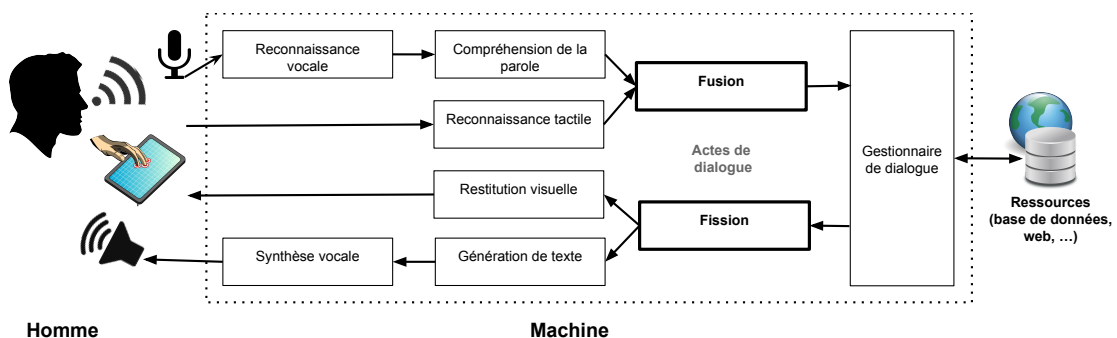 Reconnaissance
vocale
Compréhension de la
parole
Fusion
Reconnaissance tactile
Actes de
dialogue
Gestionnaire
de dialogue
Restitution visuelle
Fission
Synthèse vocale
Génération de texte
Ressources
(base de données,
web, …)
Homme
Machine